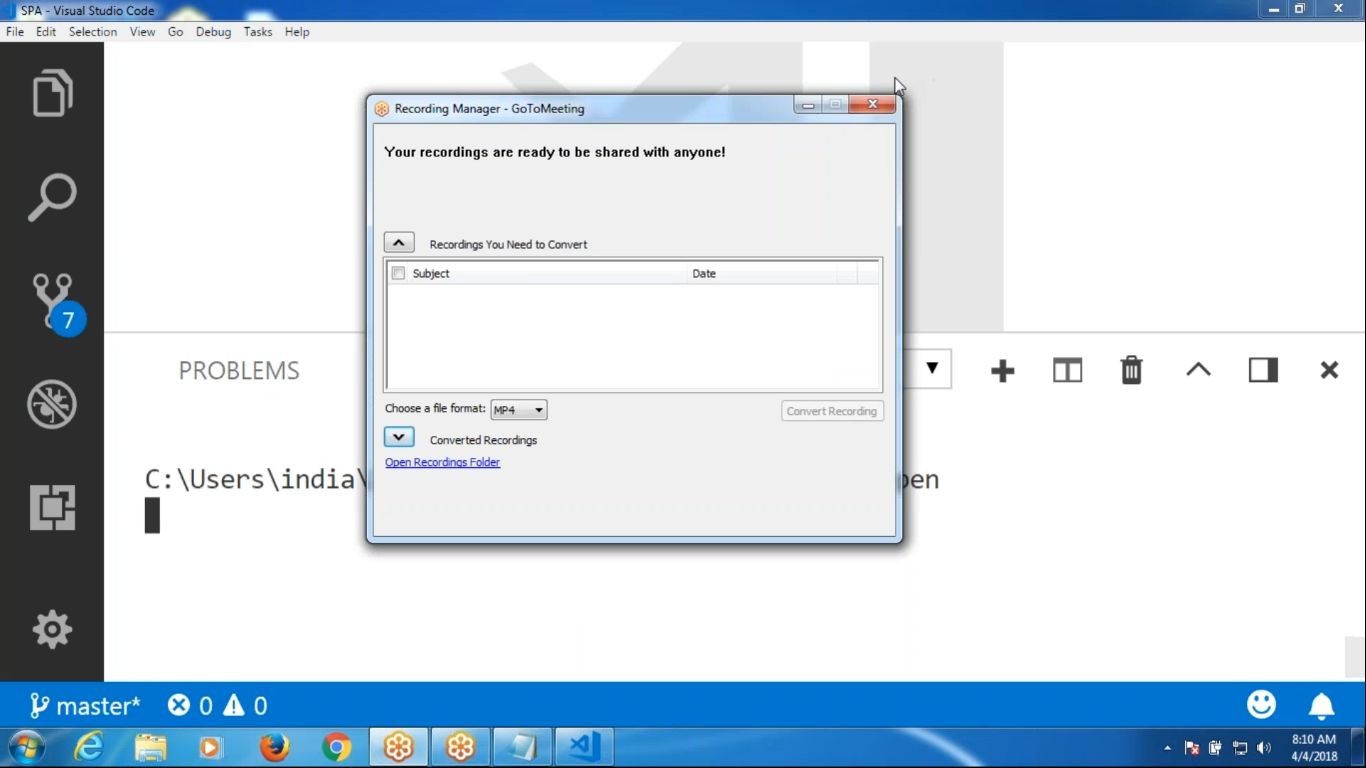 SPA - Visual Studio Code
File Edit Selection View Go Debug Tasks Help
Recording Manager - GoToMeeting
Your recordings are ready to be shared with anyone!
Recordings You Need to Convert
Subject Date
7
PROBLEMS
Choose a file format: MP4 Convert Recording
Converted Recordings
Open Recordings Folder
C:\Users\india\
master* 0 0
8:10 AM
4/4/2018